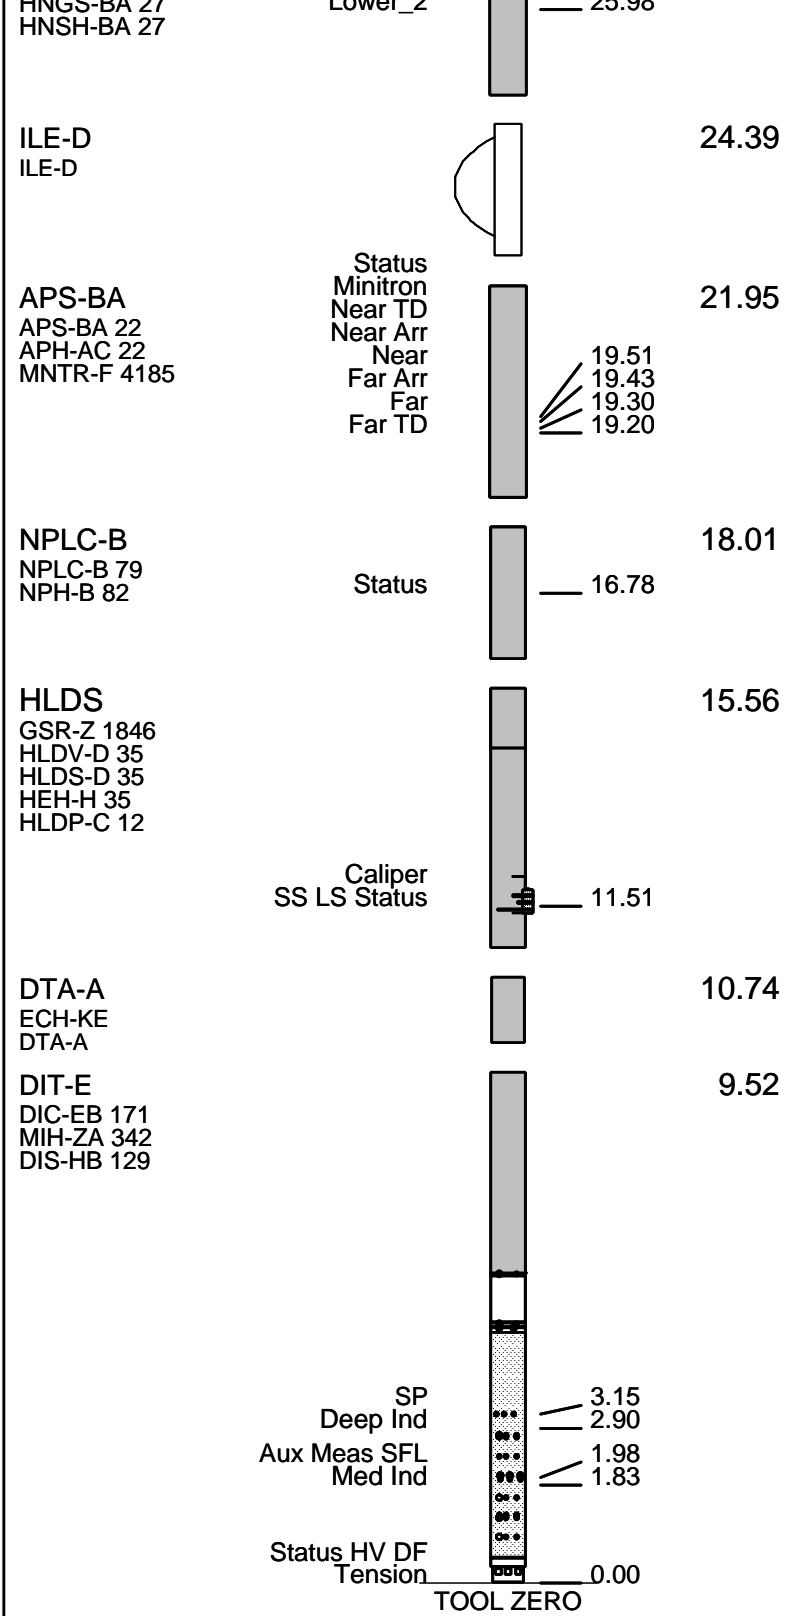 HNGS-BA 27
Lower_2 25.98
HNSH-BA 27
ILE-D 24.39
ILE-D
Status
Minitron
APS-BA 21.95
Near TD
APS-BA 22
Near Arr
APH-AC 22
Near 19.51
MNTR-F 4185
Far Arr 19.43
Far 19.30
Far TD 19.20
NPLC-B 18.01
NPLC-B 79
Status 16.78
NPH-B 82
HLDS 15.56
GSR-Z 1846
HLDV-D 35
HLDS-D 35
HEH-H 35
HLDP-C 12
Caliper
SS LS Status 11.51
DTA-A 10.74
ECH-KE
DTA-A
DIT-E 9.52
DIC-EB 171
MIH-ZA 342
DIS-HB 129
SP 3.15
Deep Ind 2.90
Aux Meas SFL 1.98
Med Ind 1.83
Status HV DF
Tension 0.00
TOOL ZERO